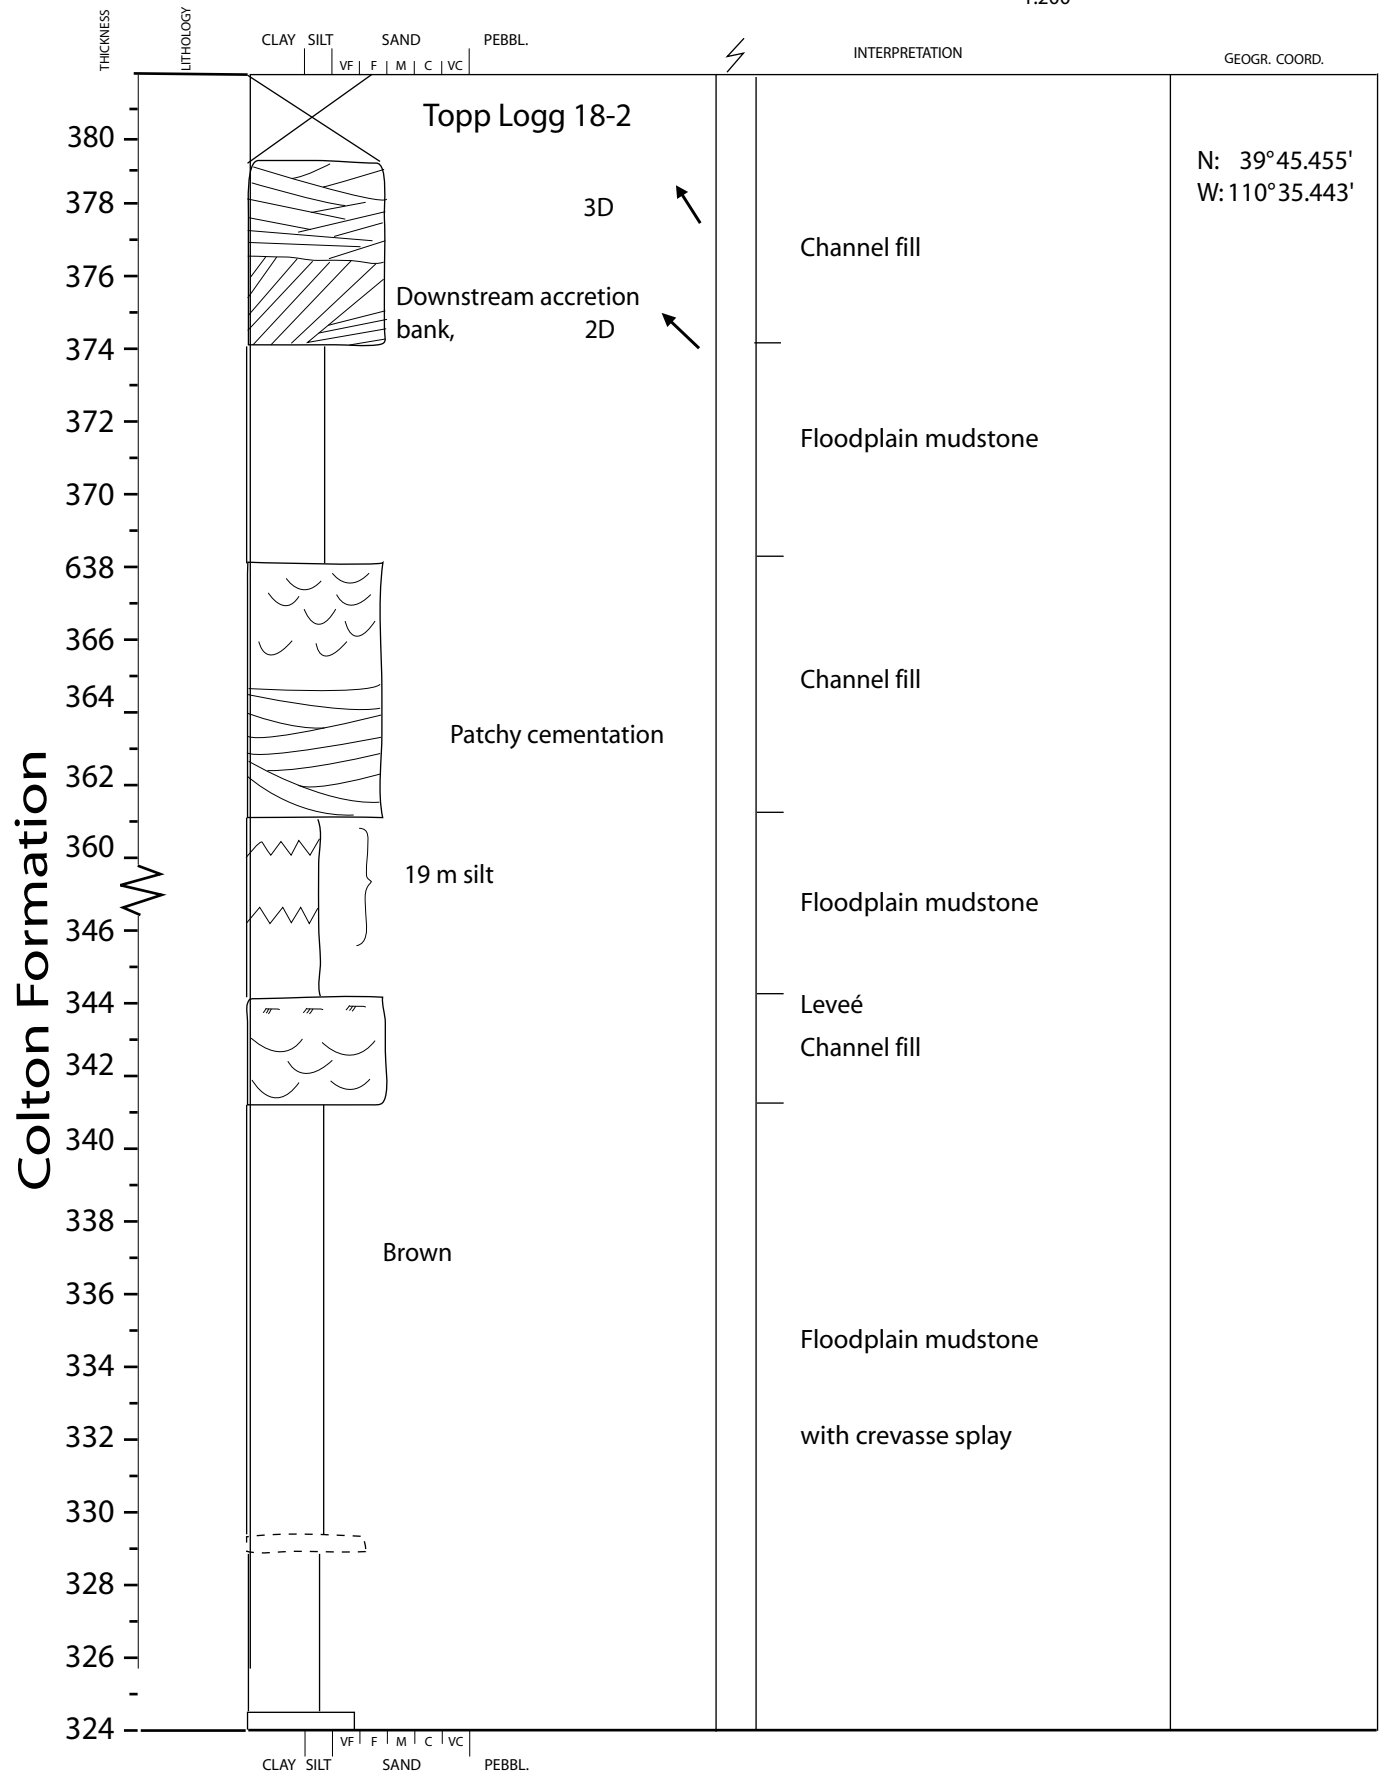 1:200
THICKNESS
LITHOLOGY
CLAY SILT SAND PEBBL.
VF F M C VC
INTERPRETATION
GEOGR. COORD.
Topp Logg 18-2
380
N: 39°45.455'
W: 110°35.443'
378
3D
Channel fill
376
Downstream accretion
bank, 2D
374
372
Floodplain mudstone
370
638
366
Channel fill
364
Patchy cementation
362
360
19 m silt
Floodplain mudstone
346
344
Leveé
Channel fill
342
340
Colton Formation
338
Brown
336
Floodplain mudstone
334
332
with crevasse splay
330
328
326
324
VF F M C VC
CLAY SILT SAND PEBBL.